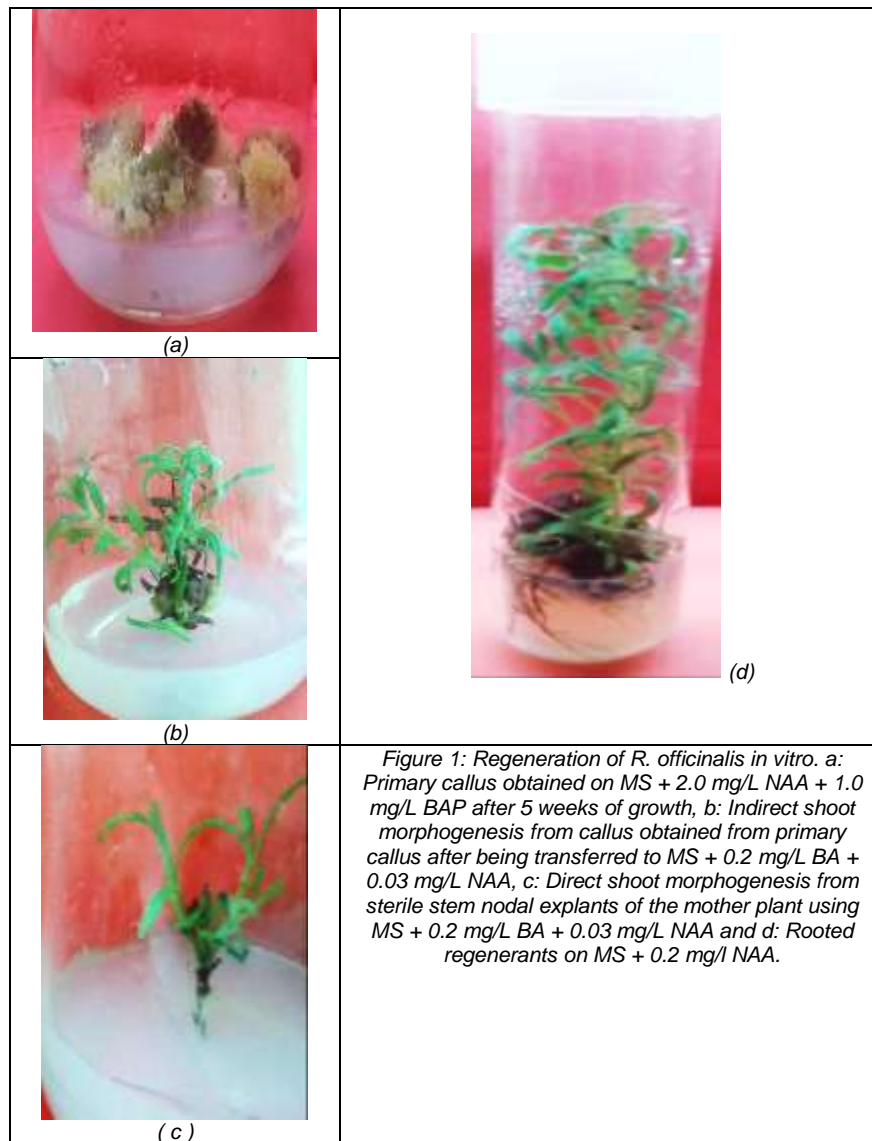 (a)
(b)
( c )
(d)
Figure 1: Regeneration of R. officinalis in vitro. a:
Primary callus obtained on MS + 2.0 mg/L NAA + 1.0
mg/L BAP after 5 weeks of growth, b: Indirect shoot
morphogenesis from callus obtained from primary
callus after being transferred to MS + 0.2 mg/L BA +
0.03 mg/L NAA, c: Direct shoot morphogenesis from
sterile stem nodal explants of the mother plant using
MS + 0.2 mg/L BA + 0.03 mg/L NAA and d: Rooted
regenerants on MS + 0.2 mg/l NAA.